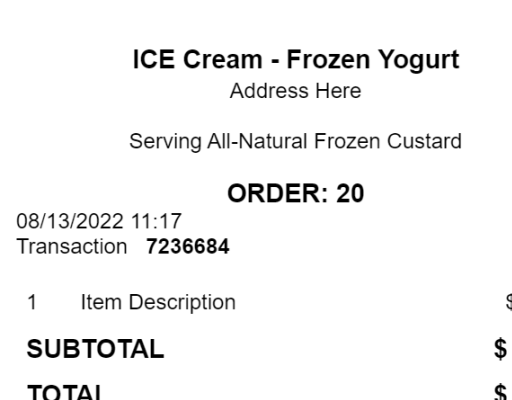 ICE Cream - Frozen Yogurt
Address Here
Serving All-Natural Frozen Custard
ORDER: 20
08/13/2022 11:17
Transaction 7236684
1 Item Description $
SUBTOTAL $
TOTAL $